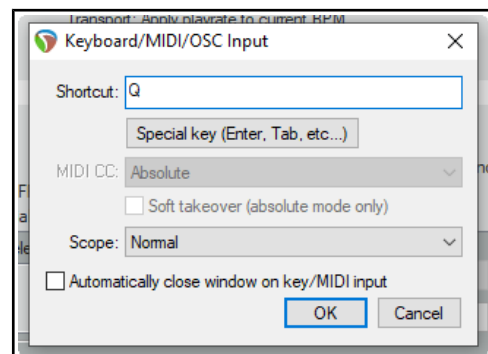 Transport: Apply playrate to current BPM
Keyboard/MIDI/OSC Input
Shortcut: Q
Special key (Enter, Tab, etc...)
MIDI CC: Absolute
Soft takeover (absolute mode only)
Scope: Normal
Automatically close window on key/MIDI input
OK Cancel